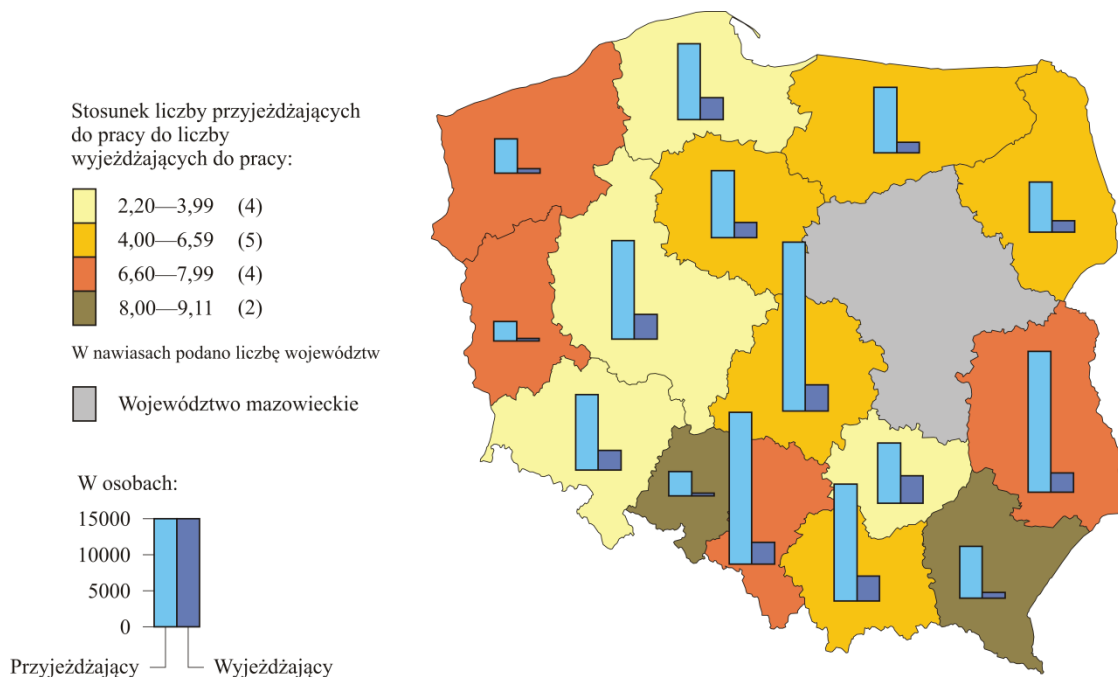 Stosunek liczby przyjeżdżających
do pracy do liczby
wyjeżdżających do pracy:
2,20—3,99 (4)
4,00—6,59 (5)
6,60—7,99 (4)
8,00—9,11 (2)
W nawiasach podano liczbę województw
Województwo mazowieckie
W osobach:
15000
10000
5000
0
Przyjeżdżający Wyjeżdżający